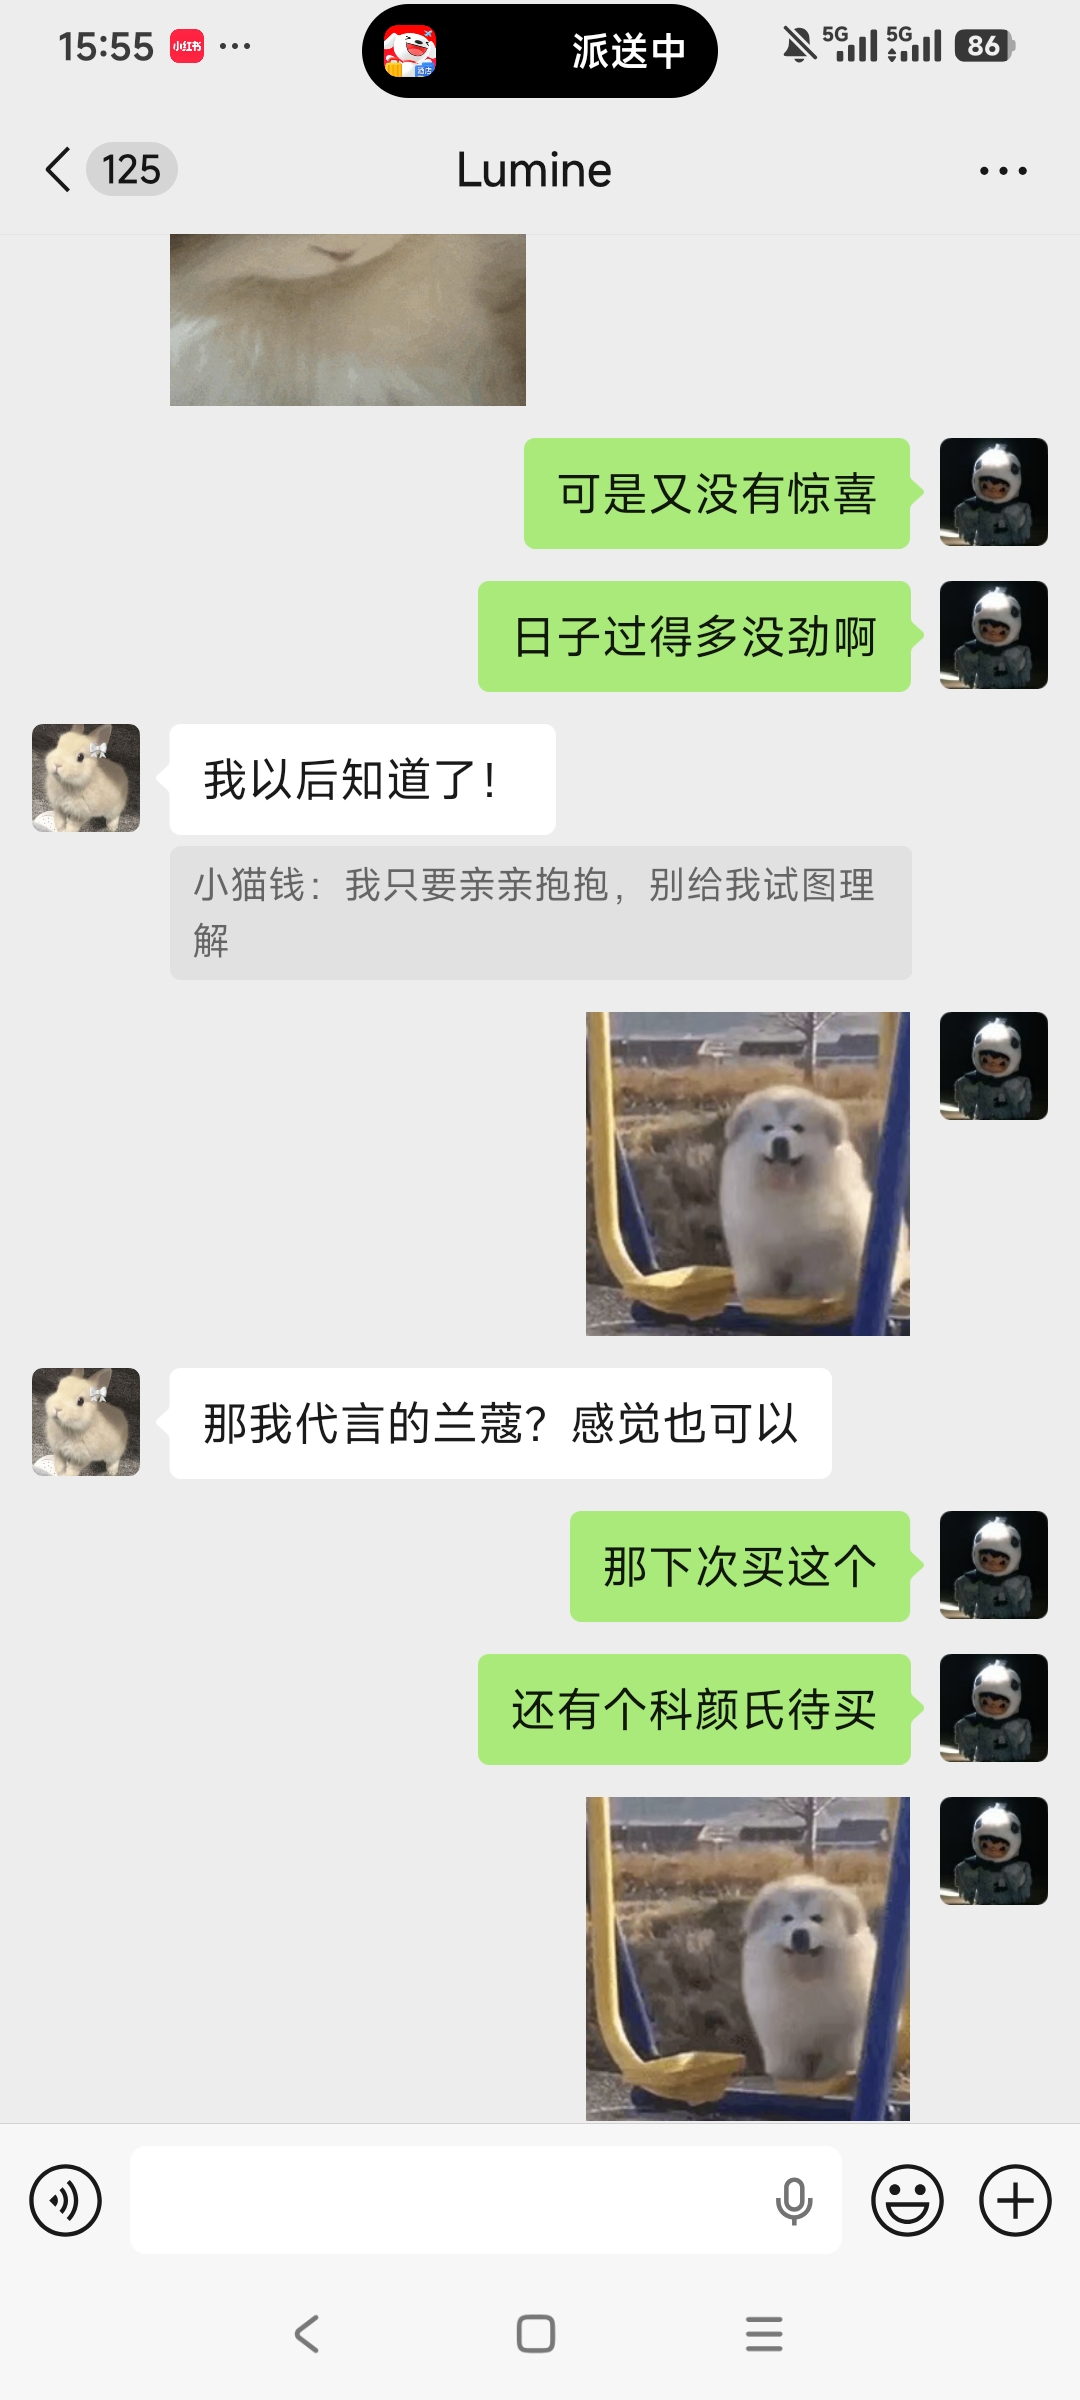 15:55
小红书
派送中
5G
5G
86
125
Lumine
可是又没有惊喜
日子过得多没劲啊
我以后知道了！
小猫钱：我只要亲亲抱抱，别给我试图理
解
那我代言的兰蔻？感觉也可以
那下次买这个
还有个科颜氏待买